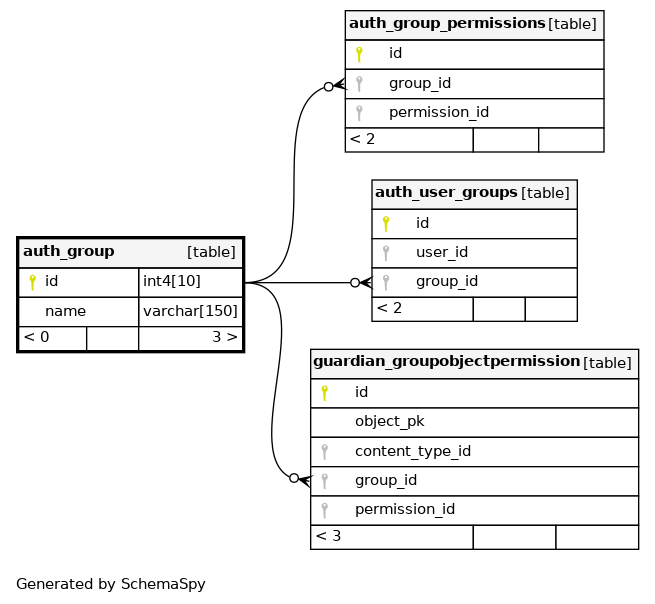 auth_group_permissions [table]
id
group_id
permission_id
< 2
auth_user_groups [table]
id
user_id
group_id
< 2
auth_group [table]
id int4[10]
name varchar[150]
< 0 3 >
guardian_groupobjectpermission [table]
id
object_pk
content_type_id
group_id
permission_id
< 3
Generated by SchemaSpy